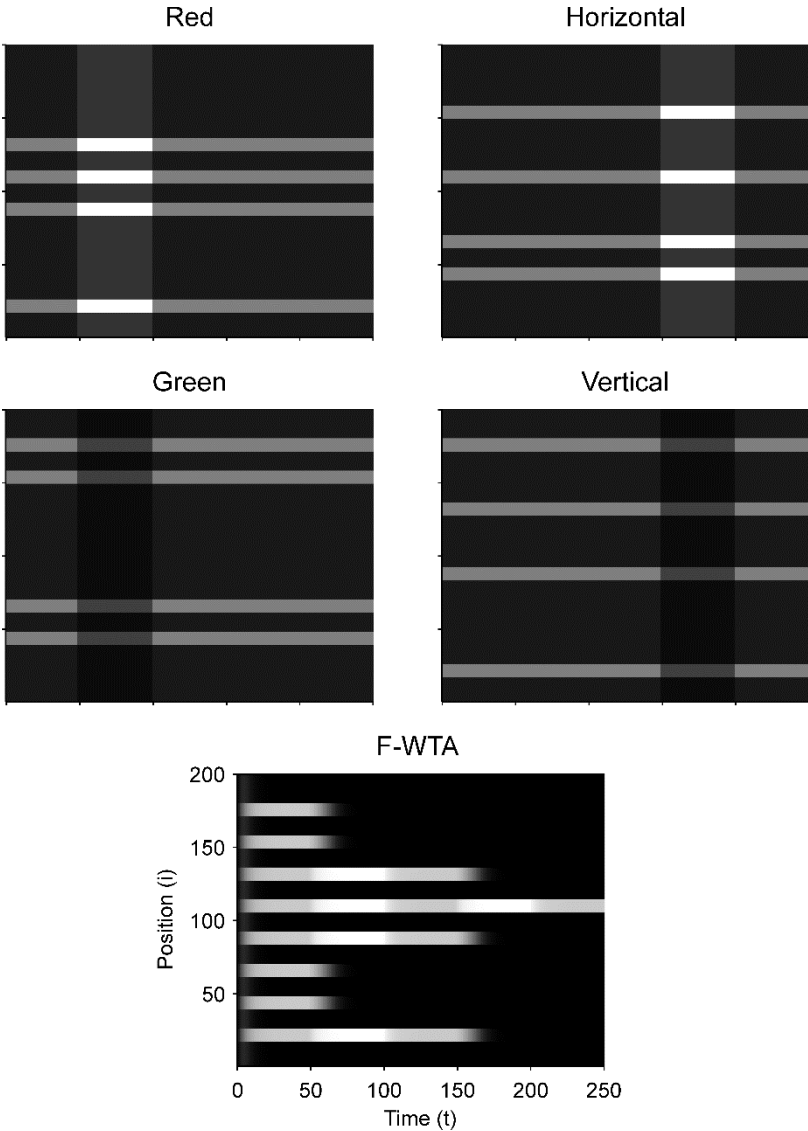 Red
Horizontal
Green
Vertical
F-WTA
200
150
100
50
Position (i)
0
50
100
150
200
250
Time (t)